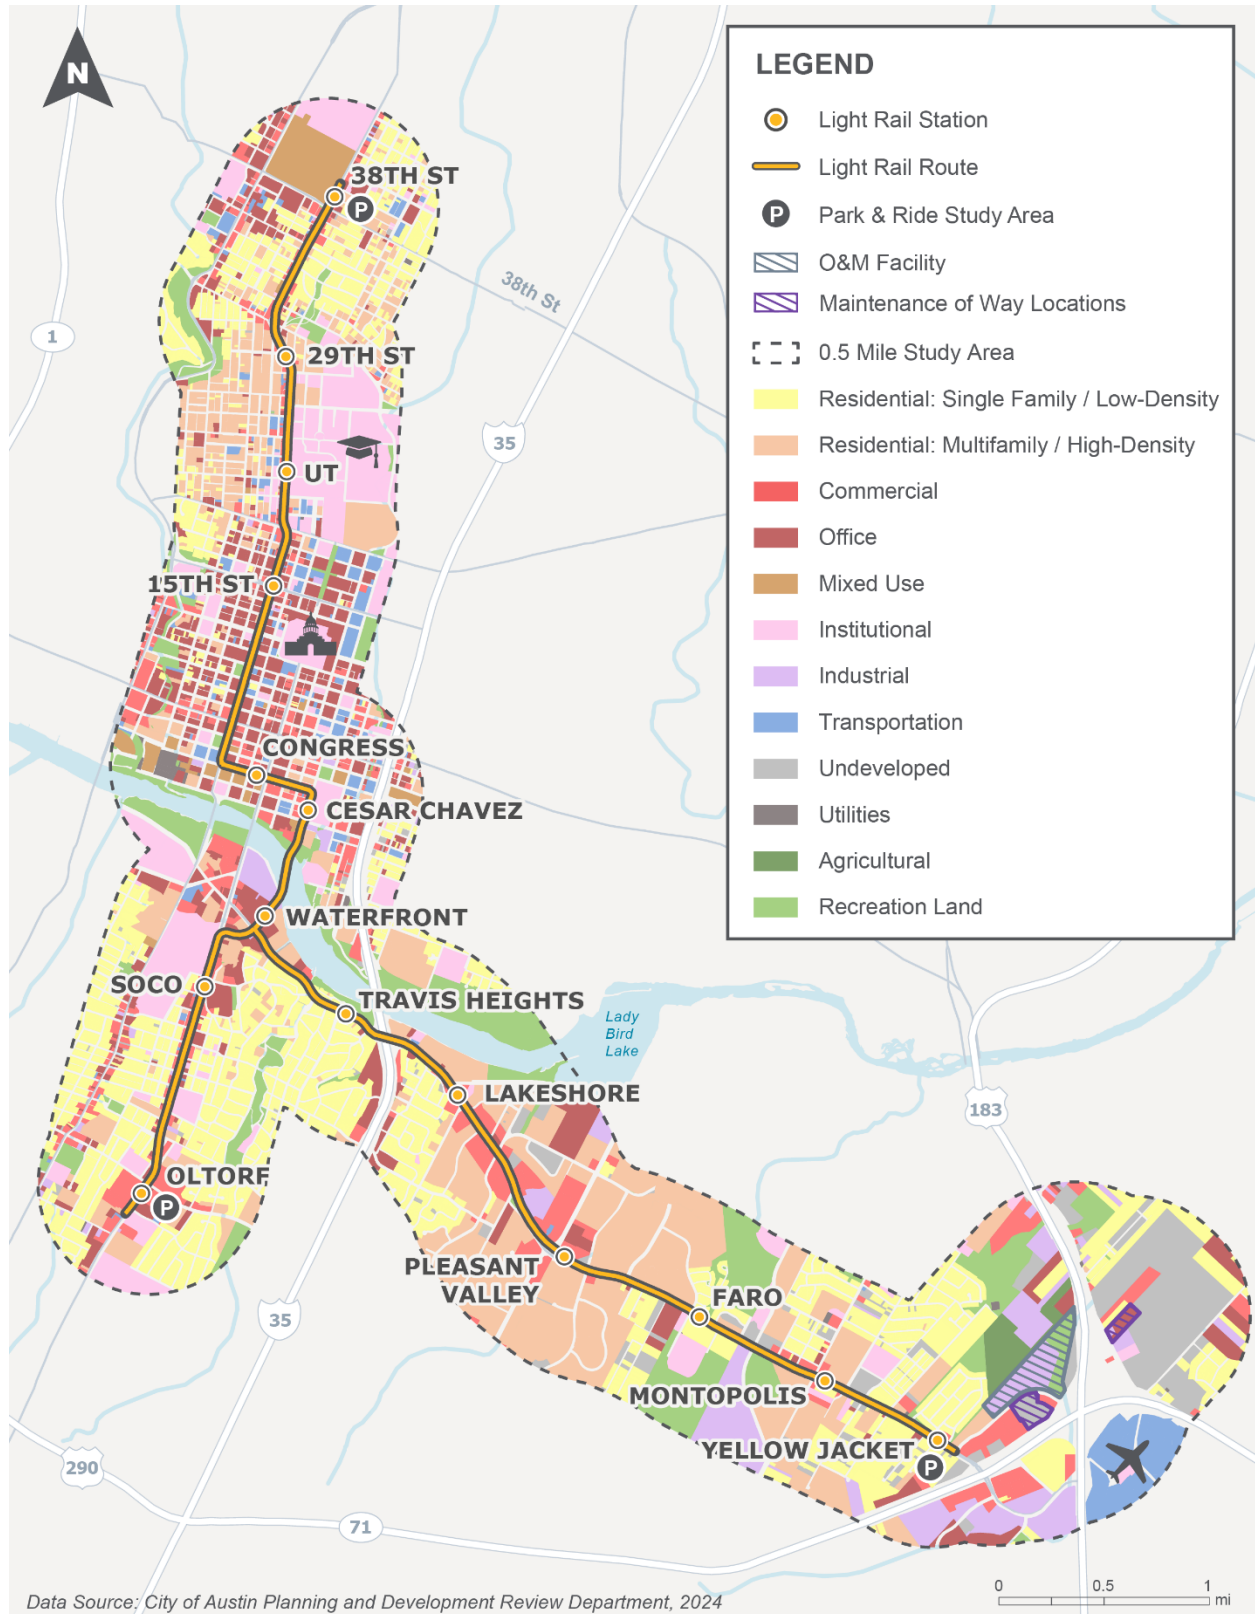 N
LEGEND
Light Rail Station
Light Rail Route
P Park & Ride Study Area
O&M Facility
Maintenance of Way Locations
0.5 Mile Study Area
Residential: Single Family / Low-Density
Residential: Multifamily / High-Density
Commercial
Office
Mixed Use
Institutional
Industrial
Transportation
Undeveloped
Utilities
Agricultural
Recreation Land
38TH ST
P
38th St
1
29TH ST
35
UT
15TH ST
CONGRESS
CESAR CHAVEZ
WATERFRONT
SOCO
TRAVIS HEIGHTS
Lady
Bird
Lake
LAKESHORE
183
OLTORF
P
PLEASANT
VALLEY
FARO
35
MONTOPOLIS
YELLOW JACKET
P
290
71
0 0.5 1
mi
Data Source: City of Austin Planning and Development Review Department, 2024